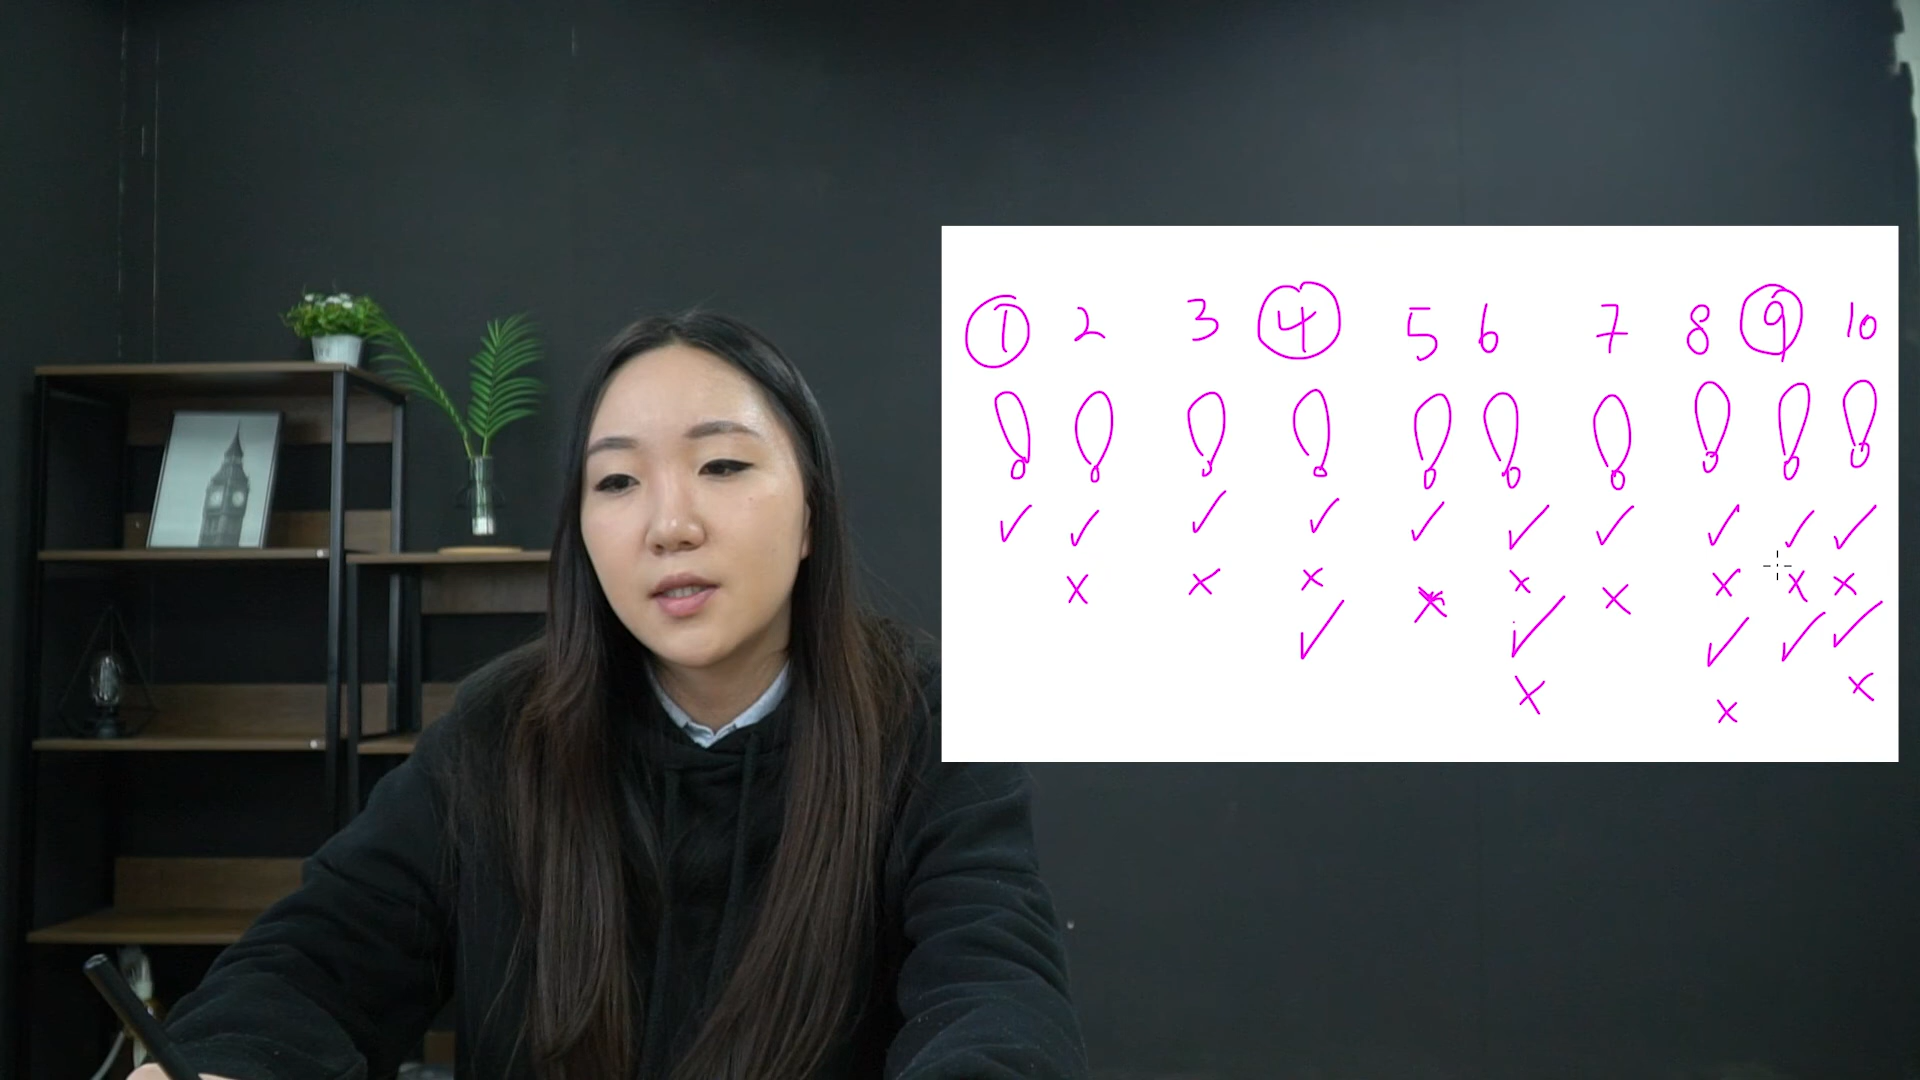 1 2 3 4 5 6 7 8 9 10
✓ ✓ ✓ ✓ ✓ ✓ ✓ ✓ ✓ ✓
x x x x x x x x x
✓ ✓ ✓ ✓ ✓
x x x